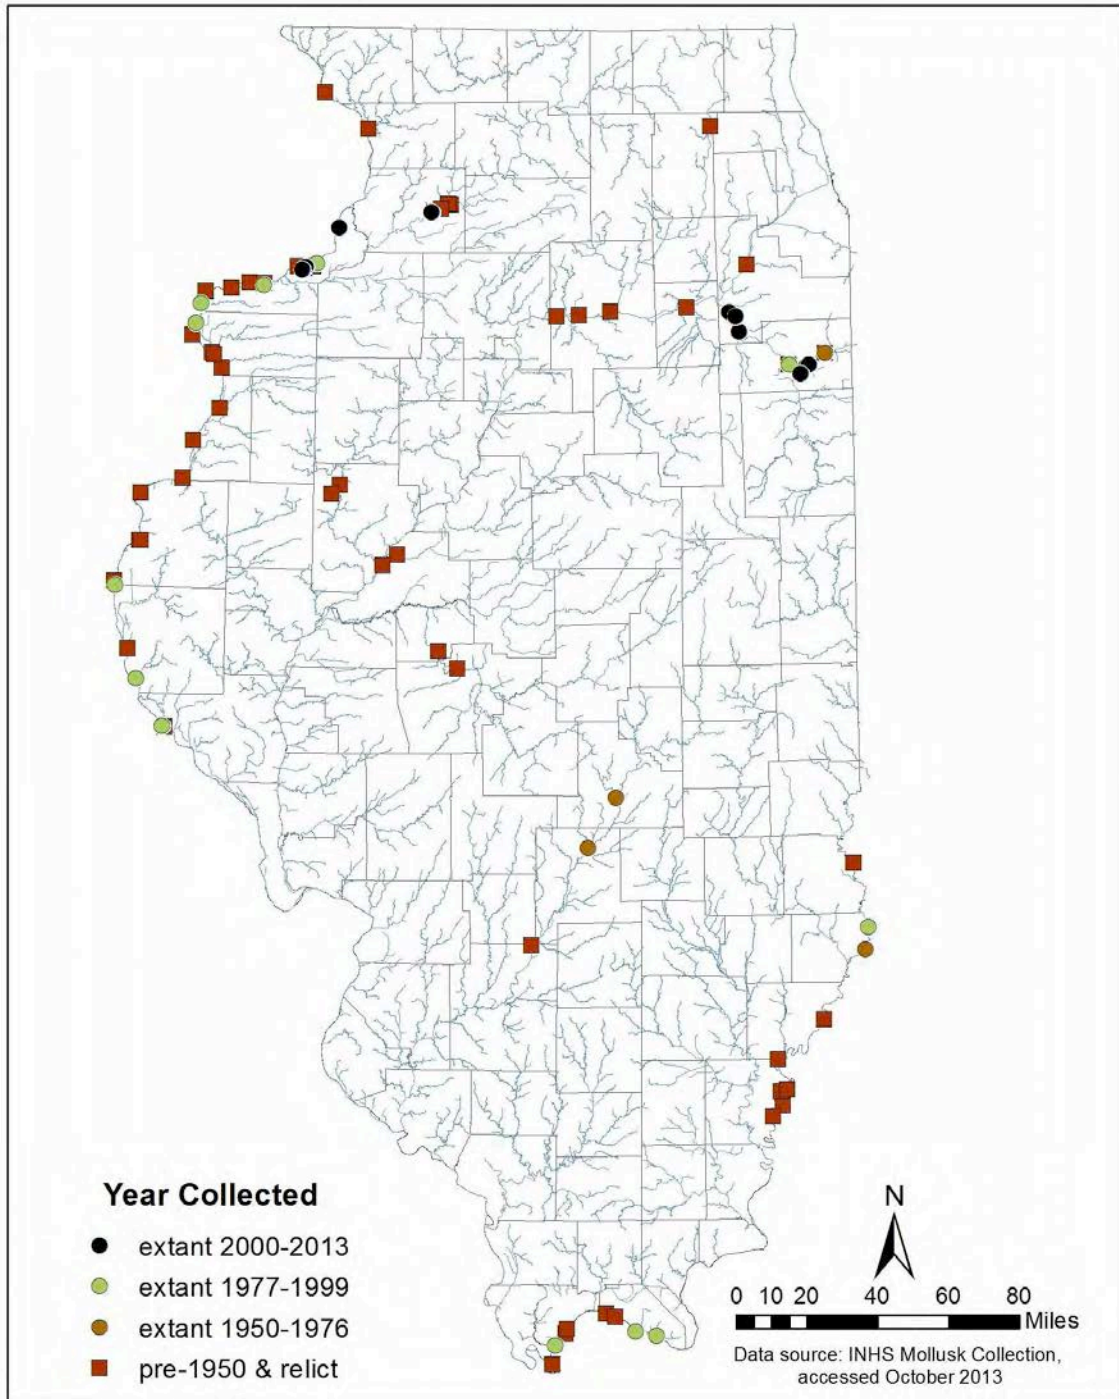 Year Collected
extant 2000-2013
extant 1977-1999
extant 1950-1976
pre-1950 & relict
N
0 10 20 40 60 80
Miles
Data source: INHS Mollusk Collection,
accessed October 2013